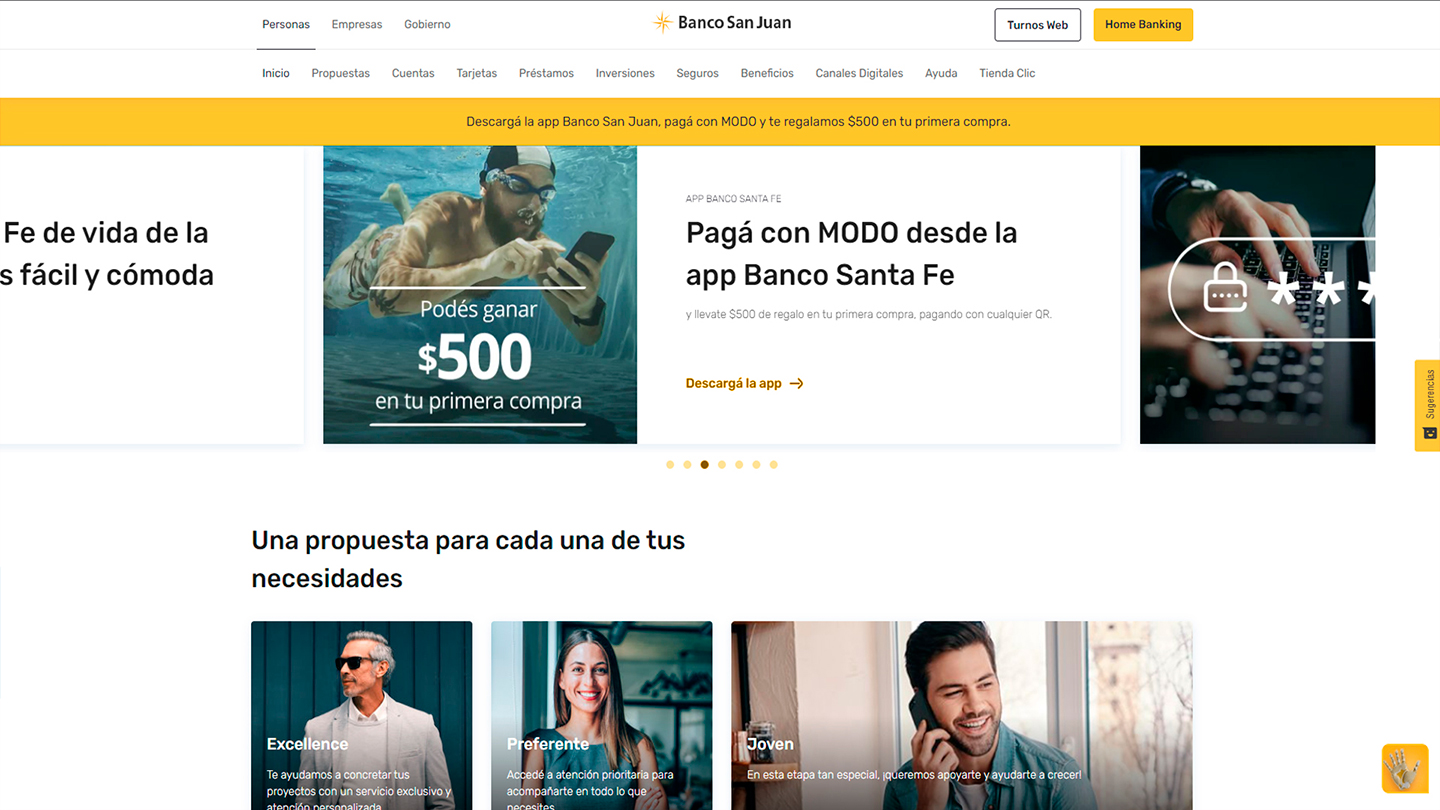 Personas
Empresas
Gobierno
Banco San Juan
Turnos Web
Home Banking
Inicio
Propuestas
Cuentas
Tarjetas
Préstamos
Inversiones
Seguros
Beneficios
Canales Digitales
Ayuda
Tienda Clic
Descargá la app Banco San Juan, pagá con MODO y te regalamos $500 en tu primera compra.
Fe de vida de la
s fácil y cómoda
Podés ganar
$500
en tu primera compra
APP BANCO SANTA FE
Pagá con MODO desde la
app Banco Santa Fe
y llevate $500 de regalo en tu primera compra, pagando con cualquier QR.
Descargá la app
***
Sugerencias
Una propuesta para cada una de tus
necesidades
Excellence
Te ayudamos a concretar tus
proyectos con un servicio exclusivo y
atención personalizada
Preferente
Accedé a atención prioritaria para
acompañarte en todo lo que
necesites
Joven
En esta etapa tan especial, ¡queremos apoyarte y ayudarte a crecer!